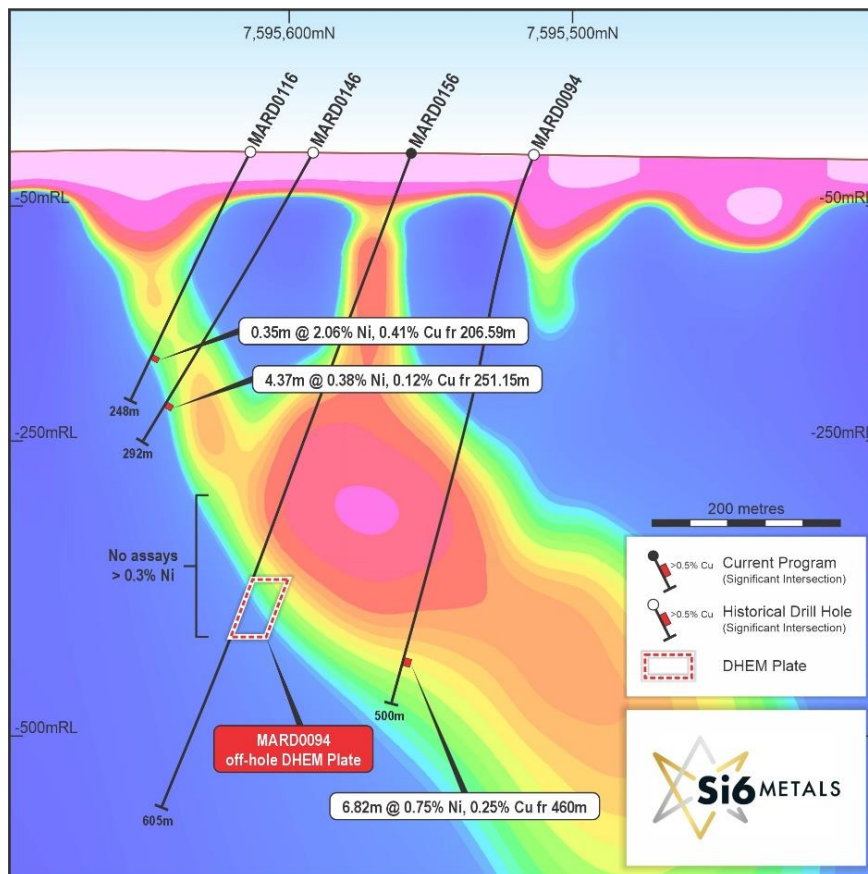 7,595,600mN
7,595,500mN
MARD0116
MARD0146
MARD0156
MARD0094
-50mRL
-50mRL
0.35m @ 2.06% Ni, 0.41% Cu fr 206.59m
4.37m @ 0.38% Ni, 0.12% Cu fr 251.15m
248m
292m
-250mRL
-250mRL
200 metres
No assays
> 0.3% Ni
>0.5% Cu
Current Program
(Significant Intersection)
>0.5% Cu
Historical Drill Hole
(Significant Intersection)
DHEM Plate
500m
-500mRL
MARD0094
off-hole DHEM Plate
6.82m @ 0.75% Ni, 0.25% Cu fr 460m
605m
Si6 METALS